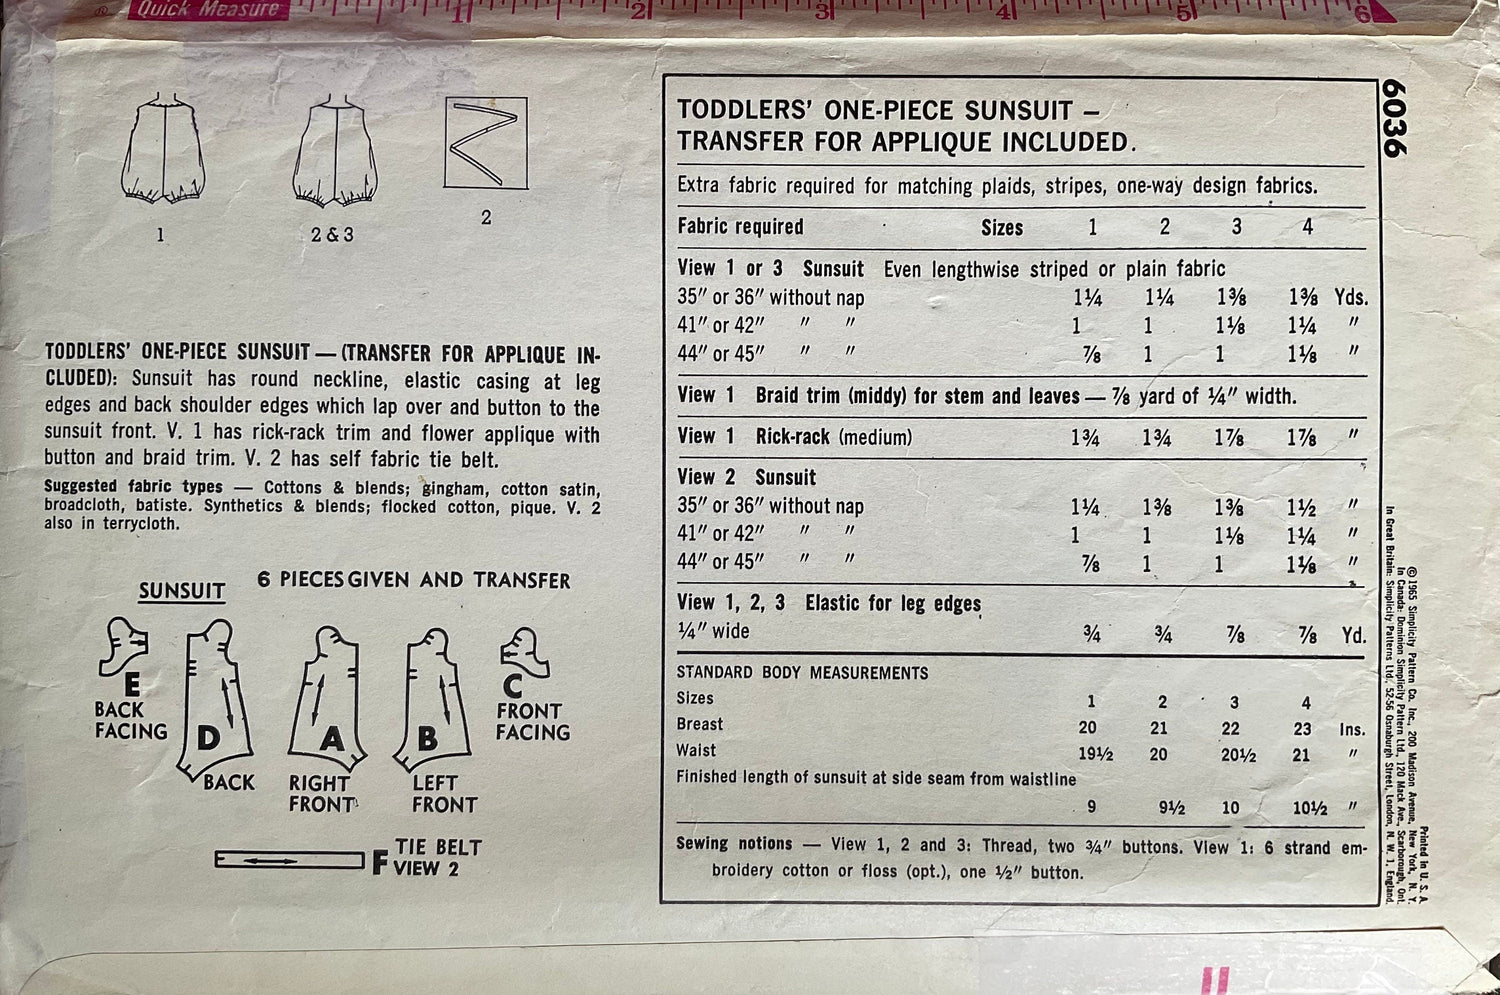 Quick Measure 1 2 3 4 5 6
1
2 & 3
2
TODDLERS' ONE-PIECE SUNSUIT — (TRANSFER FOR APPLIQUE IN-
CLUDED): Sunsuit has round neckline, elastic casing at leg
edges and back shoulder edges which lap over and button to the
sunsuit front. V. 1 has rick-rack trim and flower applique with
button and braid trim. V. 2 has self fabric tie belt.
Suggested fabric types — Cottons & blends; gingham, cotton satin,
broadcloth, batiste. Synthetics & blends; flocked cotton, pique. V. 2
also in terrycloth.
6 PIECES GIVEN AND TRANSFER
SUNSUIT
E
BACK
FACING
D
BACK
A
RIGHT
FRONT
B
LEFT
FRONT
C
FRONT
FACING
F TIE BELT
VIEW 2
TODDLERS' ONE-PIECE SUNSUIT –
TRANSFER FOR APPLIQUE INCLUDED.
Extra fabric required for matching plaids, stripes, one-way design fabrics.
Fabric required Sizes 1 2 3 4
View 1 or 3 Sunsuit Even lengthwise striped or plain fabric
35″ or 36″ without nap 1¼ 1¼ 1⅜ 1⅜ Yds.
41″ or 42″ ″ ″ 1 1 1⅛ 1¼ ″
44″ or 45″ ″ ″ ⅞ 1 1 1⅛ ″
View 1 Braid trim (middy) for stem and leaves — ⅞ yard of ¼″ width.
View 1 Rick-rack (medium) 1¾ 1¾ 1⅞ 1⅞ ″
View 2 Sunsuit
35″ or 36″ without nap 1¼ 1⅜ 1⅜ 1½ ″
41″ or 42″ ″ ″ 1 1 1⅛ 1¼ ″
44″ or 45″ ″ ″ ⅞ 1 1 1⅛ ″
View 1, 2, 3 Elastic for leg edges
¼″ wide ¾ ¾ ⅞ ⅞ Yd.
STANDARD BODY MEASUREMENTS
Sizes 1 2 3 4
Breast 20 21 22 23 Ins.
Waist 19½ 20 20½ 21 ″
Finished length of sunsuit at side seam from waistline
9 9½ 10 10½ ″
Sewing notions — View 1, 2 and 3: Thread, two ¾″ buttons. View 1: 6 strand em-
broidery cotton or floss (opt.), one ½″ button.
6036
Printed in U. S. A.
© 1965 Simplicity Pattern Co. Inc., 200 Madison Avenue, New York, N. Y.
In Canada: Dominion Simplicity Pattern Ltd., 120 Mack Ave., Scarborough, Ont.
In Great Britain: Simplicity Patterns Ltd., 52-56 Osnaburgh Street, London, N. W. 1, England.